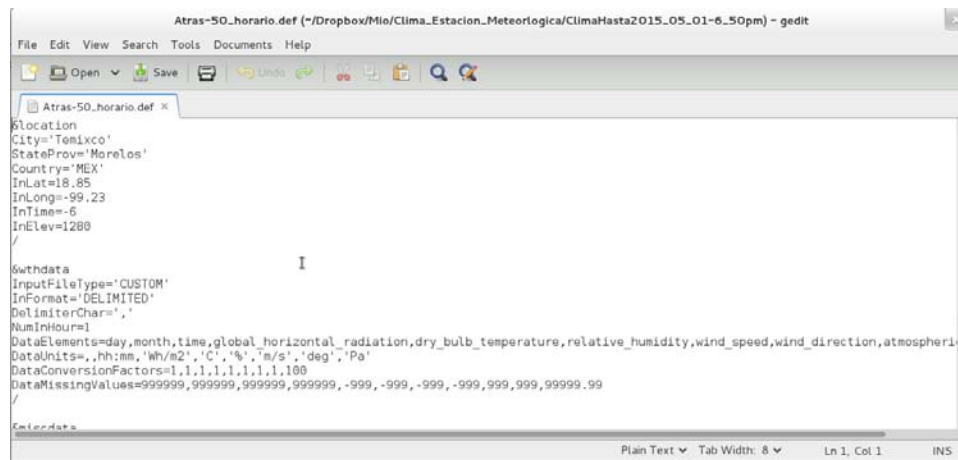 Atras-50_horario.def (~/Dropbox/Mio/Clima_Estacion_Meteorlogica/ClimaHasta2015_05_01-6_50pm) - gedit
File Edit View Search Tools Documents Help
Open Save Undo
Atras-50_horario.def ×
&location
City='Temixco'
StateProv='Morelos'
Country='MEX'
InLat=18.85
InLong=-99.23
InTime=-6
InElev=1280
/
&wthdata
InputFileType='CUSTOM'
InFormat='DELIMITED'
DelimiterChar=','
NumInHour=1
DataElements=day,month,time,global_horizontal_radiation,dry_bulb_temperature,relative_humidity,wind_speed,wind_direction,atmospheri
DataUnits=,,hh:mm,'Wh/m2','C','%','m/s','deg','Pa'
DataConversionFactors=1,1,1,1,1,1,1,1,100
DataMissingValues=999999,999999,999999,999999,-999,-999,-999,-999,999,999,99999.99
/
&miscdata
Plain Text Tab Width: 8 Ln 1, Col 1 INS